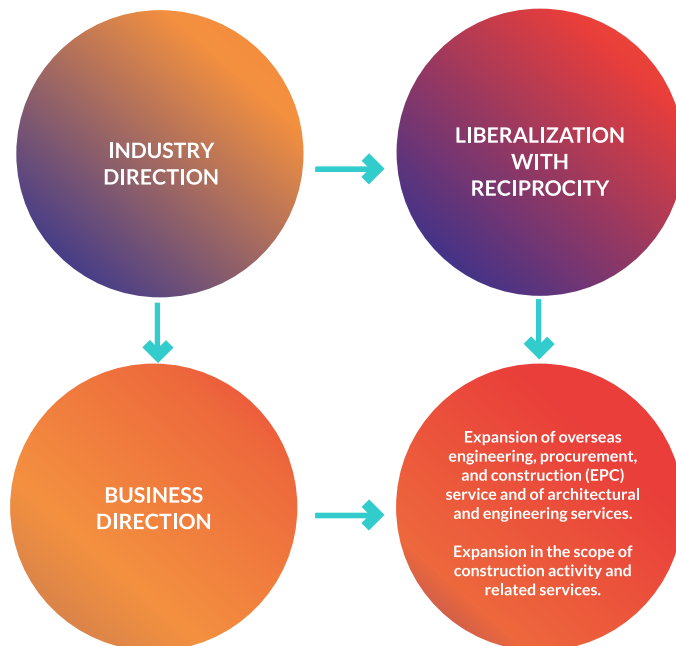 INDUSTRY
DIRECTION
LIBERALIZATION
WITH
RECIPROCITY
BUSINESS
DIRECTION
Expansion of overseas
engineering, procurement,
and construction (EPC)
service and of architectural
and engineering services.
Expansion in the scope of
construction activity and
related services.